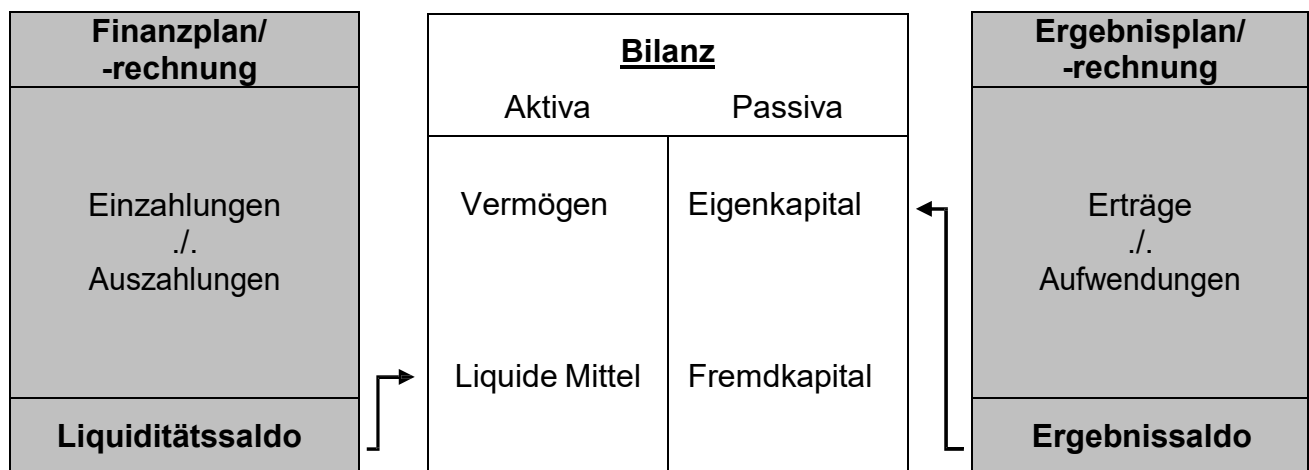 Finanzplan/
-rechnung
Einzahlungen
./.
Auszahlungen
Liquiditätssaldo
Bilanz
Aktiva Passiva
Vermögen Eigenkapital
Liquide Mittel Fremdkapital
Ergebnisplan/
-rechnung
Erträge
./.
Aufwendungen
Ergebnissaldo